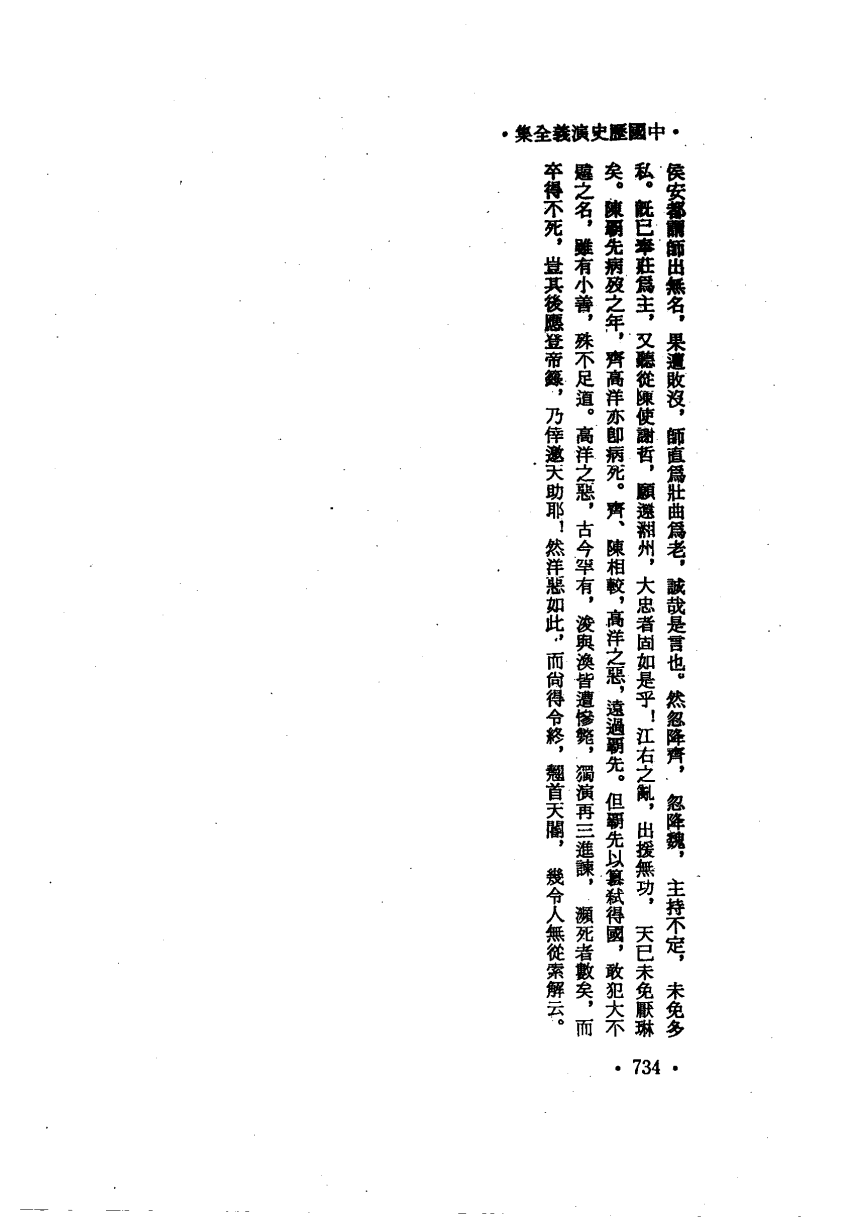 ·中國歷史演義全集·
侯安都謂師出無名，果遭敗沒，師直爲壯曲爲老，誠哉是言也。然忽降齊，忽降魏，主持不定，未免多
私。旣已奉莊爲主，又聽從陳使謝哲，願還湘州，大忠者固如是乎！江右之亂，出援無功，天已未免厭琳
矣。陳霸先病歿之年，齊高洋亦卽病死。齊、陳相較，高洋之惡，遠過霸先。但霸先以篡弒得國，敢犯大不
韙之名，雖有小善，殊不足道。高洋之惡，古今罕有，浚與渙皆遭慘斃，獨演再三進諫，瀕死者數矣，而
卒得不死，豈其後應登帝籙，乃倖邀天助耶！然洋惡如此，而尙得令終，翹首天閽，幾令人無從索解云。
·734·